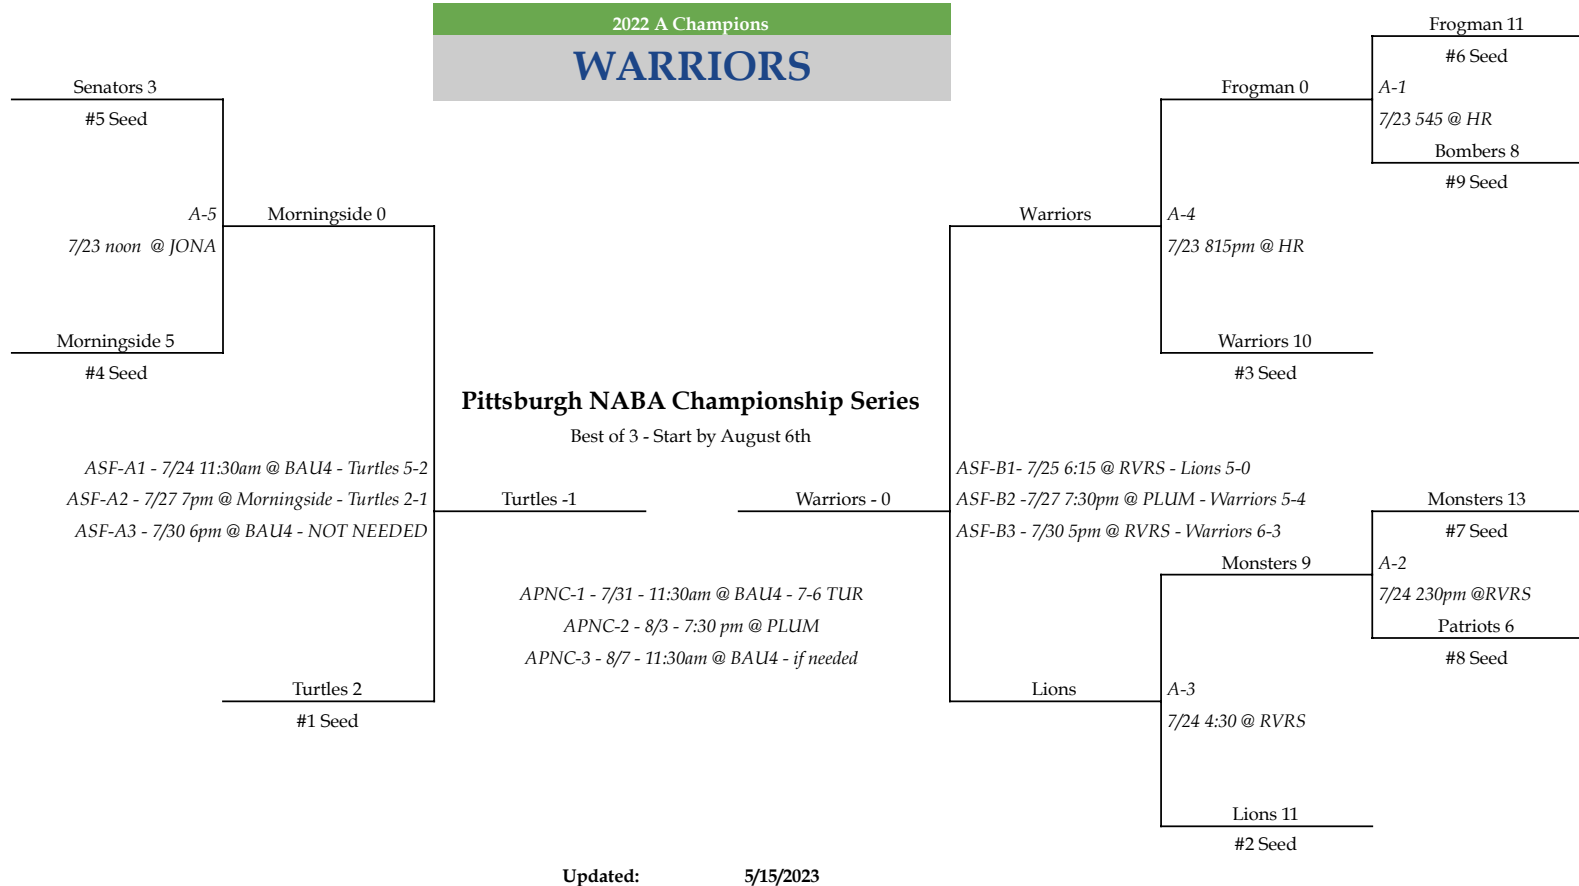 2022 A Champions
WARRIORS
Frogman 11
#6 Seed
Senators 3
#5 Seed
Frogman 0
A-1
7/23 545 @ HR
Bombers 8
#9 Seed
A-5
7/23 noon  @ JONA
Morningside 0
Warriors
A-4
7/23 815pm @ HR
Morningside 5
#4 Seed
Warriors 10
#3 Seed
Pittsburgh NABA Championship Series
Best of 3 - Start by August 6th
ASF-A1 - 7/24 11:30am @ BAU4 - Turtles 5-2
ASF-A2 - 7/27 7pm @ Morningside - Turtles 2-1
ASF-A3 - 7/30 6pm @ BAU4 - NOT NEEDED
Turtles -1
Warriors - 0
ASF-B1- 7/25 6:15 @ RVRS - Lions 5-0
ASF-B2 -7/27 7:30pm @ PLUM - Warriors 5-4
ASF-B3 - 7/30 5pm @ RVRS - Warriors 6-3
Monsters 13
#7 Seed
Monsters 9
A-2
7/24 230pm @RVRS
Patriots 6
#8 Seed
APNC-1 - 7/31 - 11:30am @ BAU4 - 7-6 TUR
APNC-2 - 8/3 - 7:30 pm @ PLUM
APNC-3 - 8/7 - 11:30am @ BAU4 - if needed
Turtles 2
#1 Seed
Lions
A-3
7/24 4:30 @ RVRS
Lions 11
#2 Seed
Updated: 5/15/2023